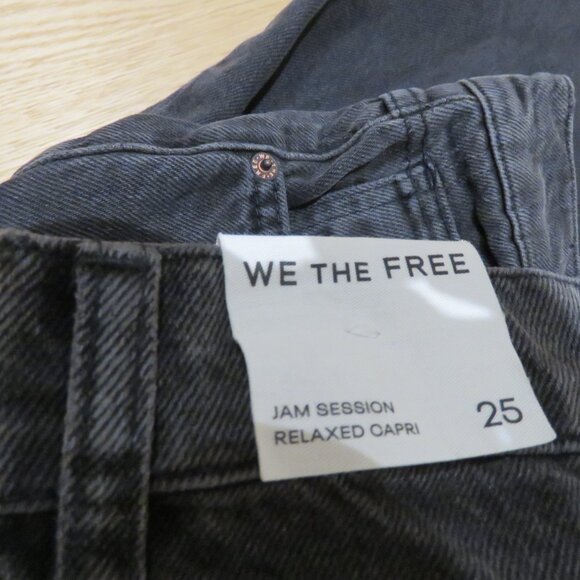 WE THE FREE
JAM SESSION
RELAXED CAPRI
25